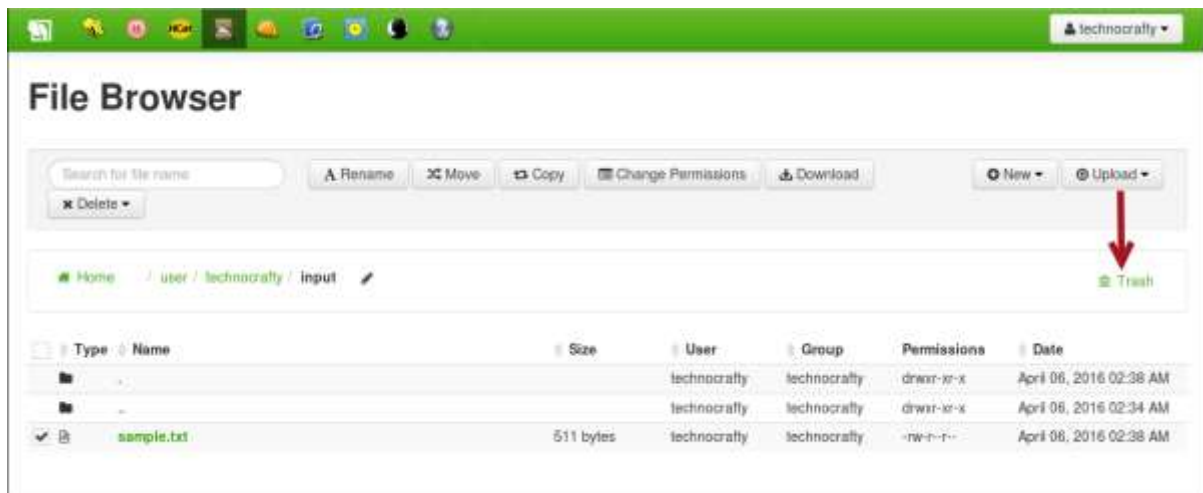 technocrafty
File Browser
Search for file name
A Rename Move Copy Change Permissions Download New Upload
Delete
Home / user / technocrafty / input
Trash
Type Name Size User Group Permissions Date
. technocrafty technocrafty drwxr-xr-x April 06, 2016 02:38 AM
.. technocrafty technocrafty drwxr-xr-x April 06, 2016 02:34 AM
sample.txt 511 bytes technocrafty technocrafty -rw-r--r-- April 06, 2016 02:38 AM